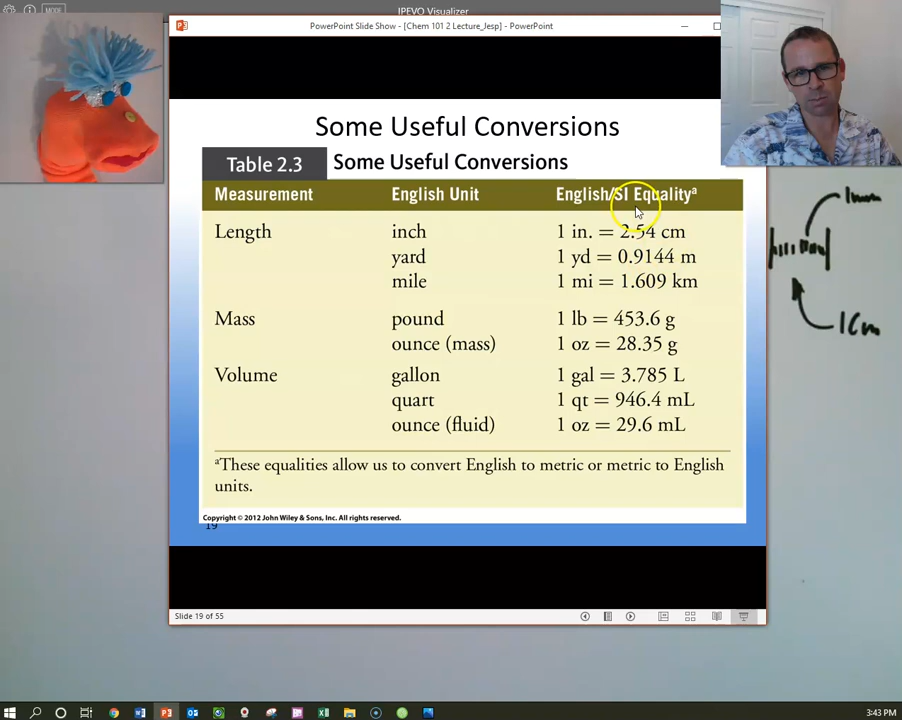 MODE
IPEVO Visualizer
PowerPoint Slide Show - [Chem 101 2 Lecture_Jesp] - PowerPoint
Some Useful Conversions
Table 2.3 Some Useful Conversions
Measurement English Unit English/SI Equalityᵃ
Length inch 1 in. = 2.54 cm
yard 1 yd = 0.9144 m
mile 1 mi = 1.609 km
Mass pound 1 lb = 453.6 g
ounce (mass) 1 oz = 28.35 g
Volume gallon 1 gal = 3.785 L
quart 1 qt = 946.4 mL
ounce (fluid) 1 oz = 29.6 mL
ᵃThese equalities allow us to convert English to metric or metric to English
units.
Copyright © 2012 John Wiley & Sons, Inc. All rights reserved.
19
1mm
1cm
Slide 19 of 55
3:43 PM